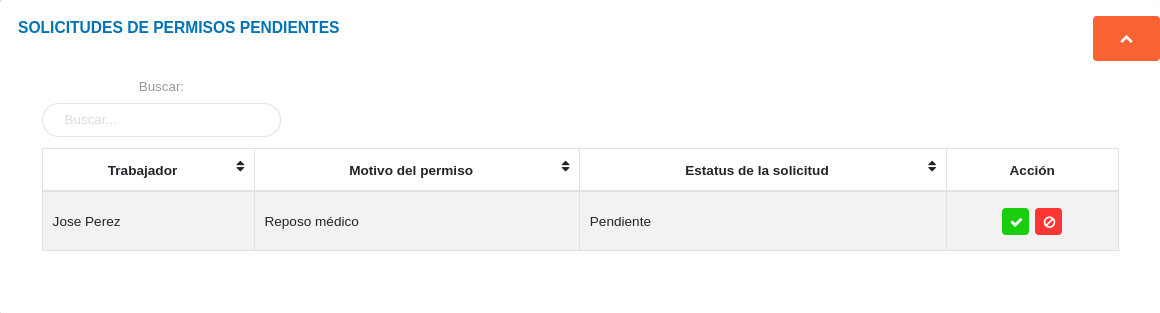 SOLICITUDES DE PERMISOS PENDIENTES
Buscar:
Buscar...
Trabajador Motivo del permiso Estatus de la solicitud Acción
Jose Perez Reposo médico Pendiente